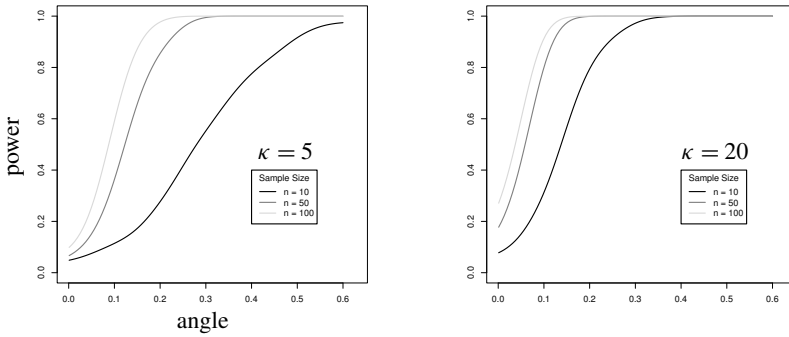 power
1.0
0.8
0.6
0.4
0.2
0.0
κ = 5
Sample Size
n = 10
n = 50
n = 100
0.0 0.1 0.2 0.3 0.4 0.5 0.6
angle
1.0
0.8
0.6
0.4
0.2
0.0
κ = 20
Sample Size
n = 10
n = 50
n = 100
0.0 0.1 0.2 0.3 0.4 0.5 0.6